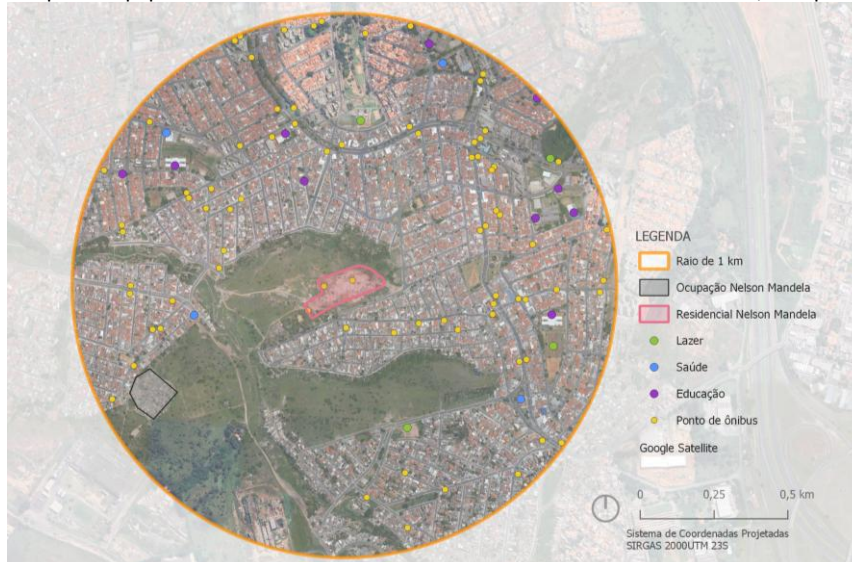 LEGENDA
Raio de 1 km
Ocupação Nelson Mandela
Residencial Nelson Mandela
Lazer
Saúde
Educação
Ponto de ônibus
Google Satellite
0 0,25 0,5 km
Sistema de Coordenadas Projetadas
SIRGAS 2000UTM 23S